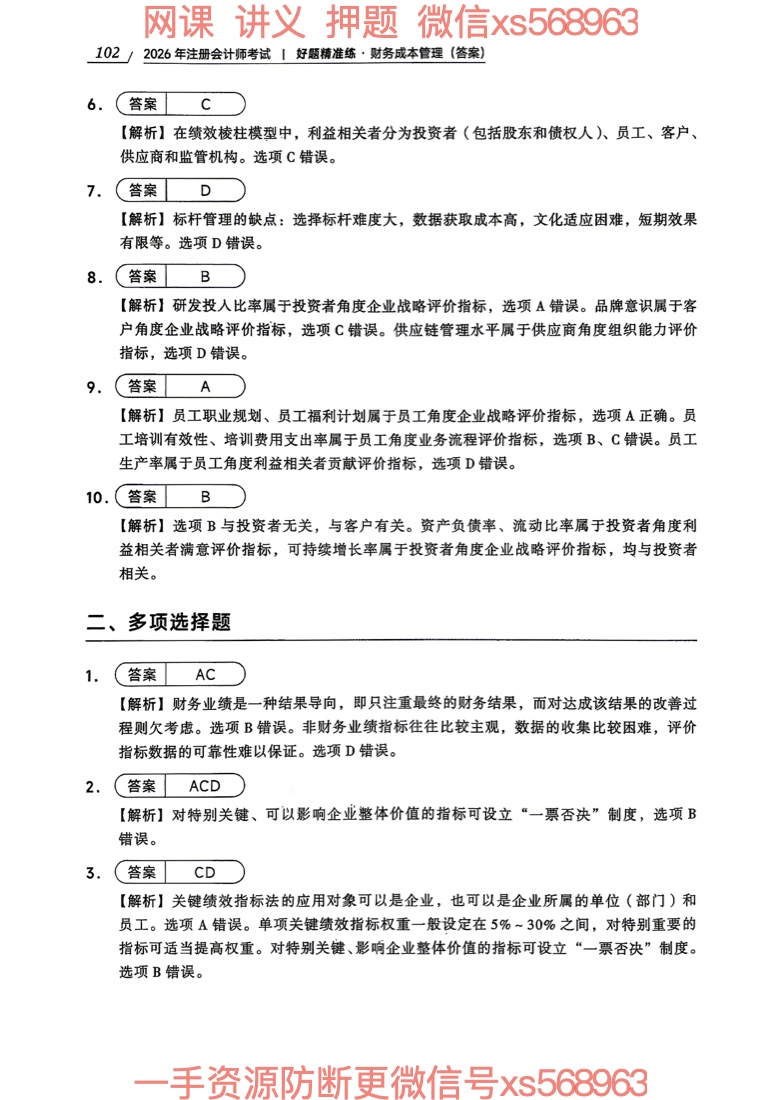 网课 讲义 押题 微信xs568963
102 / 2026 年注册会计师考试 | 好题精准练·财务成本管理（答案）
6. 答案 C
【解析】在绩效棱柱模型中，利益相关者分为投资者（包括股东和债权人）、员工、客户、
供应商和监管机构。选项 C 错误。
7. 答案 D
【解析】标杆管理的缺点：选择标杆难度大，数据获取成本高，文化适应困难，短期效果
有限等。选项 D 错误。
8. 答案 B
【解析】研发投入比率属于投资者角度企业战略评价指标，选项 A 错误。品牌意识属于客
户角度企业战略评价指标，选项 C 错误。供应链管理水平属于供应商角度组织能力评价
指标，选项 D 错误。
9. 答案 A
【解析】员工职业规划、员工福利计划属于员工角度企业战略评价指标，选项 A 正确。员
工培训有效性、培训费用支出率属于员工角度业务流程评价指标，选项 B、C 错误。员工
生产率属于员工角度利益相关者贡献评价指标，选项 D 错误。
10. 答案 B
【解析】选项 B 与投资者无关，与客户有关。资产负债率、流动比率属于投资者角度利
益相关者满意评价指标，可持续增长率属于投资者角度企业战略评价指标，均与投资者
相关。
二、多项选择题
1. 答案 AC
【解析】财务业绩是一种结果导向，即只注重最终的财务结果，而对达成该结果的改善过
程则欠考虑。选项 B 错误。非财务业绩指标往往比较主观，数据的收集比较困难，评价
指标数据的可靠性难以保证。选项 D 错误。
2. 答案 ACD
【解析】对特别关键、可以影响企业整体价值的指标可设立“一票否决”制度，选项 B
错误。
3. 答案 CD
【解析】关键绩效指标法的应用对象可以是企业，也可以是企业所属的单位（部门）和
员工。选项 A 错误。单项关键绩效指标权重一般设定在 5% ~ 30% 之间，对特别重要的
指标可适当提高权重。对特别关键、影响企业整体价值的指标可设立“一票否决”制度。
选项 B 错误。
一手资源防断更微信号xs568963